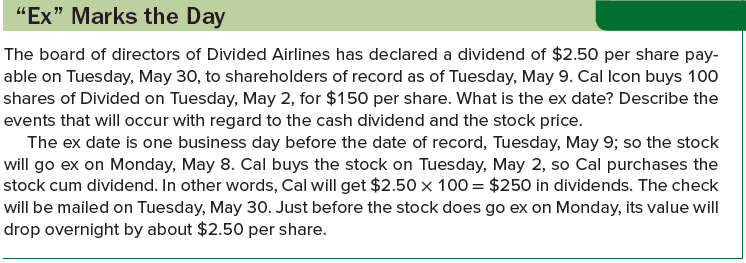 “Ex” Marks the Day
The board of directors of Divided Airlines has declared a dividend of $2.50 per share pay-
able on Tuesday, May 30, to shareholders of record as of Tuesday, May 9. Cal Icon buys 100
shares of Divided on Tuesday, May 2, for $150 per share. What is the ex date? Describe the
events that will occur with regard to the cash dividend and the stock price.
The ex date is one business day before the date of record, Tuesday, May 9; so the stock
will go ex on Monday, May 8. Cal buys the stock on Tuesday, May 2, so Cal purchases the
stock cum dividend. In other words, Cal will get $2.50 × 100 = $250 in dividends. The check
will be mailed on Tuesday, May 30. Just before the stock does go ex on Monday, its value will
drop overnight by about $2.50 per share.